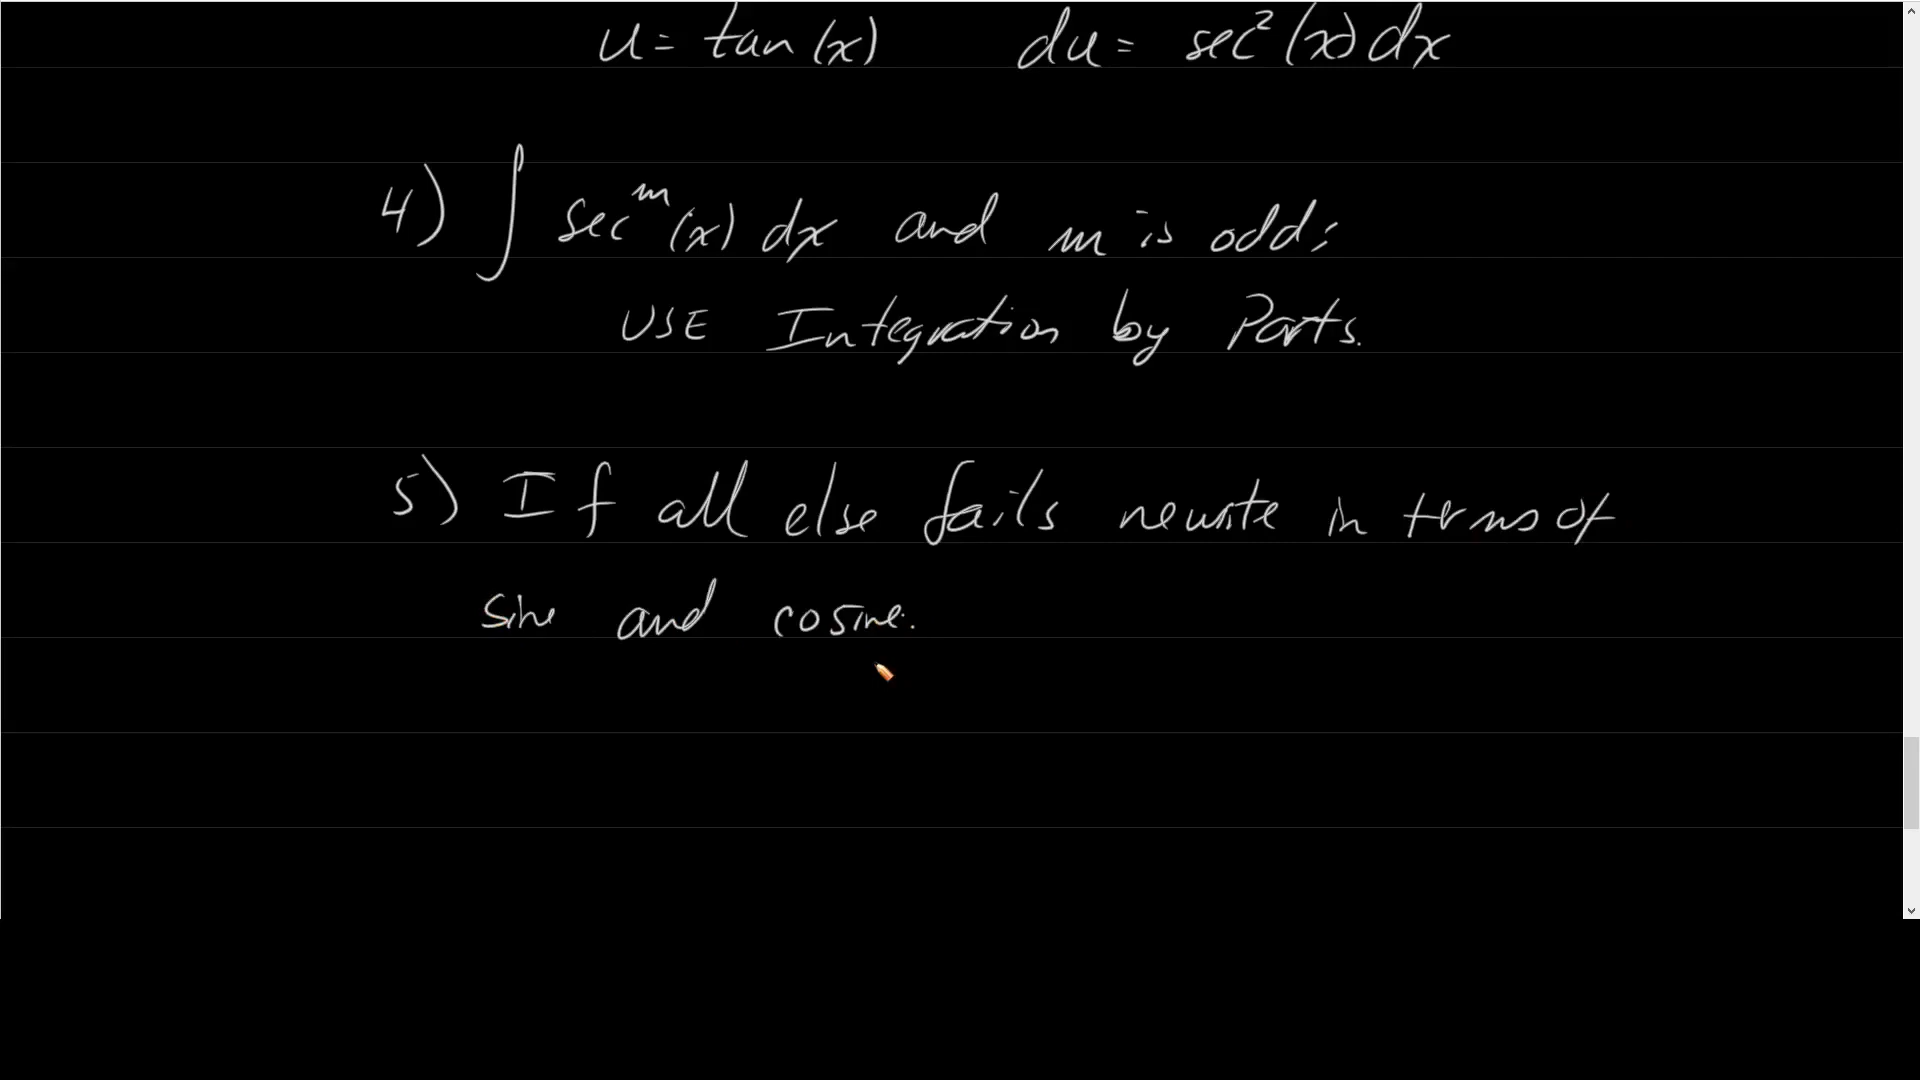 u = tan(x) du = sec²(x) dx
4) ∫ secᵐ(x) dx and m is odd:
USE Integration by Parts.
5) If all else fails rewrite in terms of
sine and cosine.